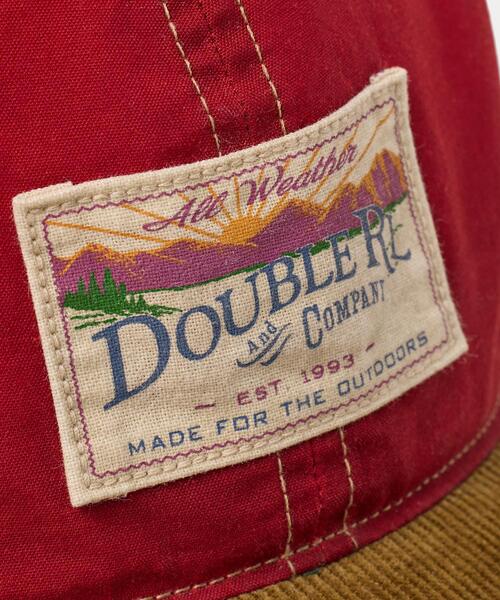 All Weather
DOUBLE RL
And COMPANY
~ EST. 1993 ~
MADE FOR THE OUTDOORS